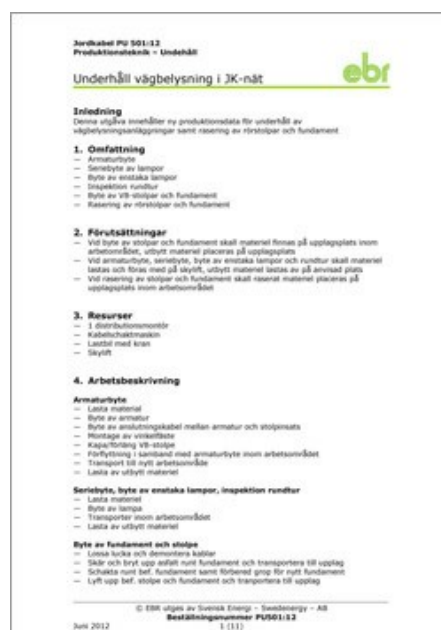 Jordkabel PU 501:12
Produktionsteknik – Undehåll
Underhåll vägbelysning i JK-nät
ebr
Inledning
Denna utgåva innehåller ny produktionsdata för underhåll av
vägbelysningsanläggningar samt rasering av rörstolpar och fundament
1. Omfattning
— Armaturbyte
— Seriebyte av lampor
— Byte av enstaka lampor
— Inspektion rundtur
— Byte av VB-stolpar och fundament
— Rasering av rörstolpar och fundament
2. Förutsättningar
— Vid byte av stolpar och fundament skall materiel finnas på upplagsplats inom
arbetområdet, utbytt materiel placeras på upplagsplats
— Vid armaturbyte, seriebyte, byte av enstaka lampor och rundtur skall materiel
lastas och föras med på skylift, utbytt materiel lastas av på anvisad plats
— Vid rasering av stolpar och fundament skall raserat materiel placeras på
upplagsplats inom arbetområdet
3. Resurser
— 1 distributionsmontör
— Kabelschaktmaskin
— Lastbil med kran
— Skylift
4. Arbetsbeskrivning
Armaturbyte
— Lasta material
— Byte av armatur
— Byte av anslutningskabel mellan armatur och stolpinsats
— Montage av vinkelfäste
— Kapa/förläng VB-stolpe
— Förflyttning i samband med armaturbyte inom arbetområdet
— Transport till nytt arbetsområde
— Lasta av utbytt materiel
Seriebyte, byte av enstaka lampor, inspektion rundtur
— Lasta materiel
— Byte av lampa
— Transporter inom arbetområdet
— Lasta av utbytt materiel
Byte av fundament och stolpe
— Lossa lucka och demontera kablar
— Skär och bryt upp asfalt runt fundament och transportera till upplag
— Schakta runt bef. fundament samt förbered grop för nytt fundament
— Lyft upp bef. stolpe och fundament och tranportera till upplag
© EBR utges av Svensk Energi – Swedenergy – AB
Beställningsnummer PU501:12
Juni 2012
1 (11)